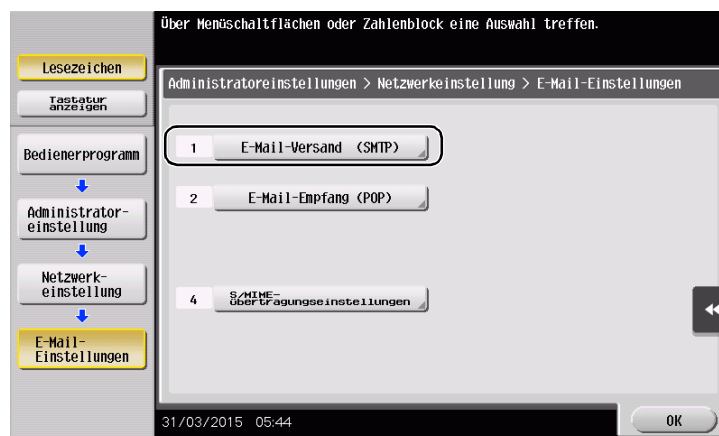 Über Menüschaltflächen oder Zahlenblock eine Auswahl treffen.
Lesezeichen
Tastatur
anzeigen
Bedienerprogramm
Administrator-
einstellung
Netzwerk-
einstellung
E-Mail-
Einstellungen
Administratoreinstellungen > Netzwerkeinstellung > E-Mail-Einstellungen
1 E-Mail-Versand (SMTP)
2 E-Mail-Empfang (POP)
4 S/MIME-
übertragungseinstellungen
31/03/2015 05:44
OK